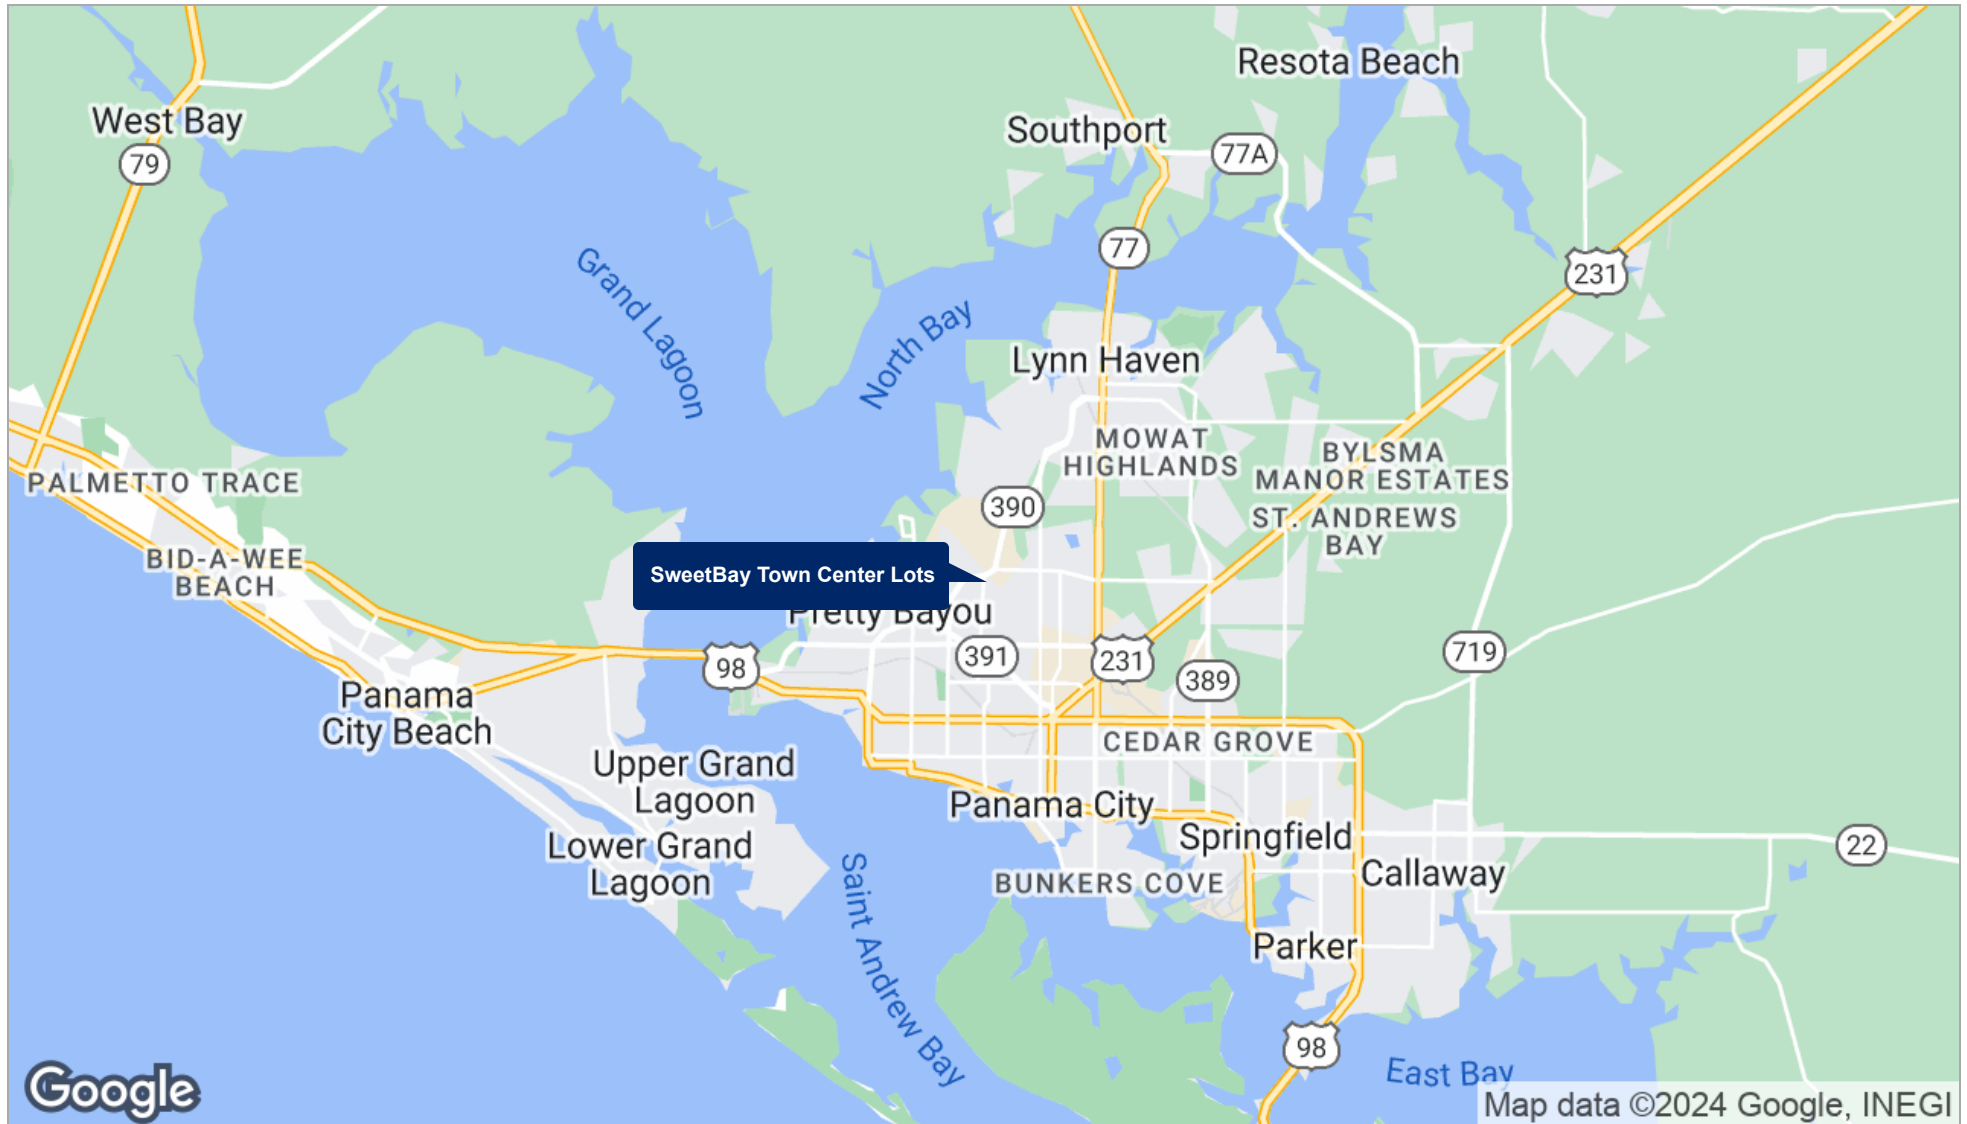 Resota Beach
West Bay
Southport
77A
79
77
231
Grand Lagoon
North Bay
Lynn Haven
MOWAT
HIGHLANDS
BYLSMA
MANOR ESTATES
PALMETTO TRACE
390
ST. ANDREWS
BAY
BID-A-WEE
BEACH
SweetBay Town Center Lots
Pretty Bayou
391
231
719
98
389
Panama
City Beach
CEDAR GROVE
Upper Grand
Lagoon
Panama City
Springfield
22
Lower Grand
Lagoon
Callaway
BUNKERS COVE
Saint Andrew Bay
Parker
98
East Bay
Google
Map data ©2024 Google, INEGI